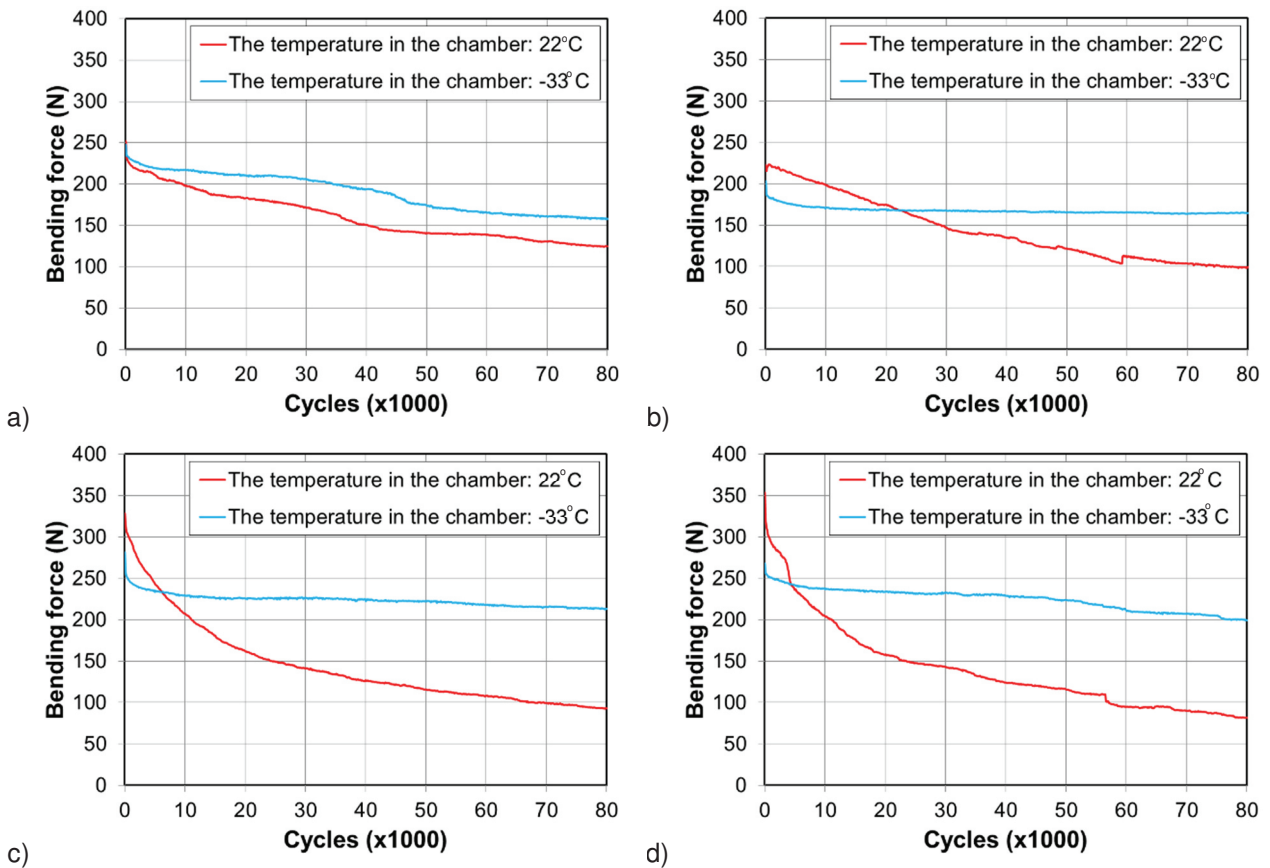 400
350
300
250
200
150
100
50
0
Bending force (N)
The temperature in the chamber: 22°C
The temperature in the chamber: -33°C
0 10 20 30 40 50 60 70 80
Cycles (x1000)
a)
400
350
300
250
200
150
100
50
0
Bending force (N)
The temperature in the chamber: 22°C
The temperature in the chamber: -33°C
0 10 20 30 40 50 60 70 80
Cycles (x1000)
b)
400
350
300
250
200
150
100
50
0
Bending force (N)
The temperature in the chamber: 22°C
The temperature in the chamber: -33°C
0 10 20 30 40 50 60 70 80
Cycles (x1000)
c)
400
350
300
250
200
150
100
50
0
Bending force (N)
The temperature in the chamber: 22°C
The temperature in the chamber: -33°C
0 10 20 30 40 50 60 70 80
Cycles (x1000)
d)